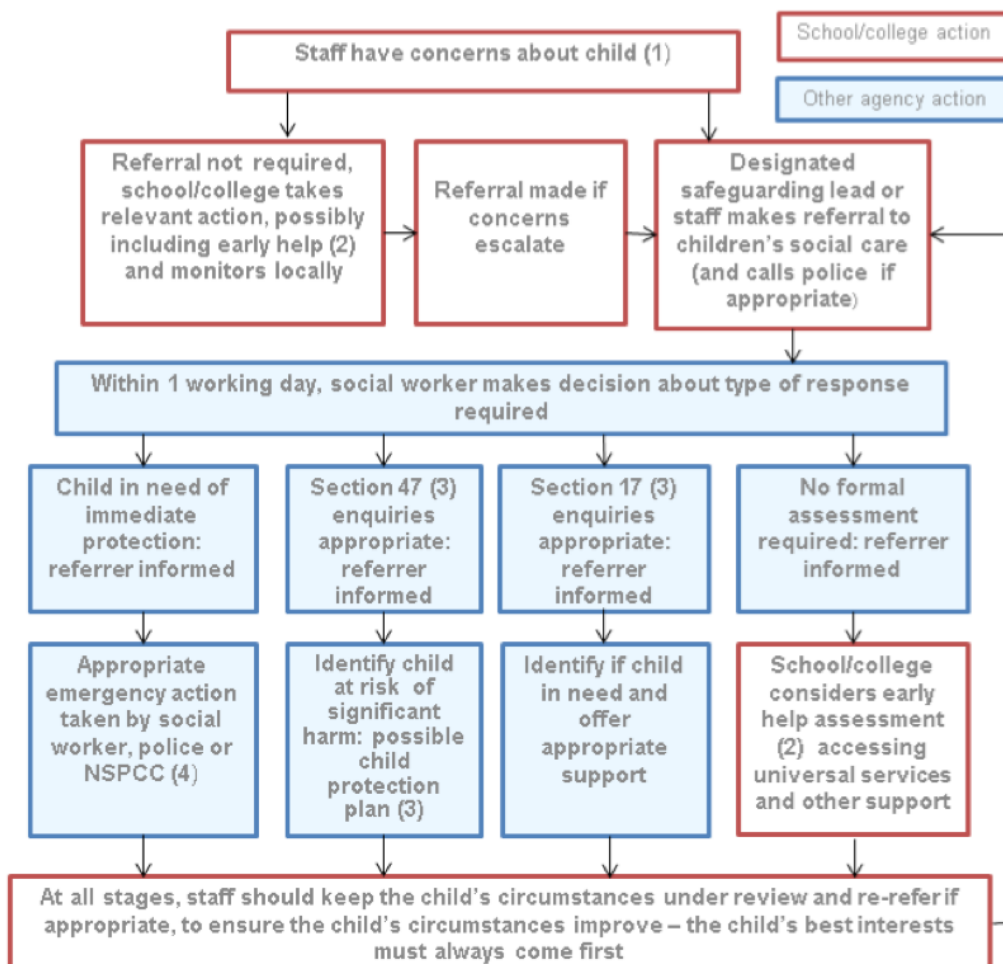 School/college action
Staff have concerns about child (1)
Other agency action
Referral not required,
school/college takes
relevant action, possibly
including early help (2)
and monitors locally
Referral made if
concerns
escalate
Designated
safeguarding lead or
staff makes referral to
children's social care
(and calls police if
appropriate)
Within 1 working day, social worker makes decision about type of response
required
Child in need of
immediate
protection:
referrer informed
Section 47 (3)
enquiries
appropriate:
referrer
informed
Section 17 (3)
enquiries
appropriate:
referrer
informed
No formal
assessment
required: referrer
informed
Appropriate
emergency action
taken by social
worker, police or
NSPCC (4)
Identify child
at risk of
significant
harm: possible
child
protection
plan (3)
Identify if child
in need and
offer
appropriate
support
School/college
considers early
help assessment
(2) accessing
universal services
and other support
At all stages, staff should keep the child's circumstances under review and re-refer if
appropriate, to ensure the child's circumstances improve – the child's best interests
must always come first